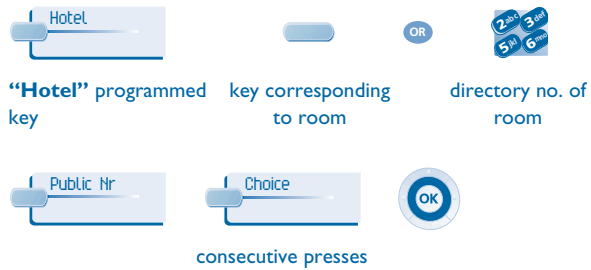 Hotel
OR
2abc 3def
5jkl 6mno
“Hotel” programmed key
key corresponding to room
directory no. of room
Public Nr
Choice
OK
consecutive presses